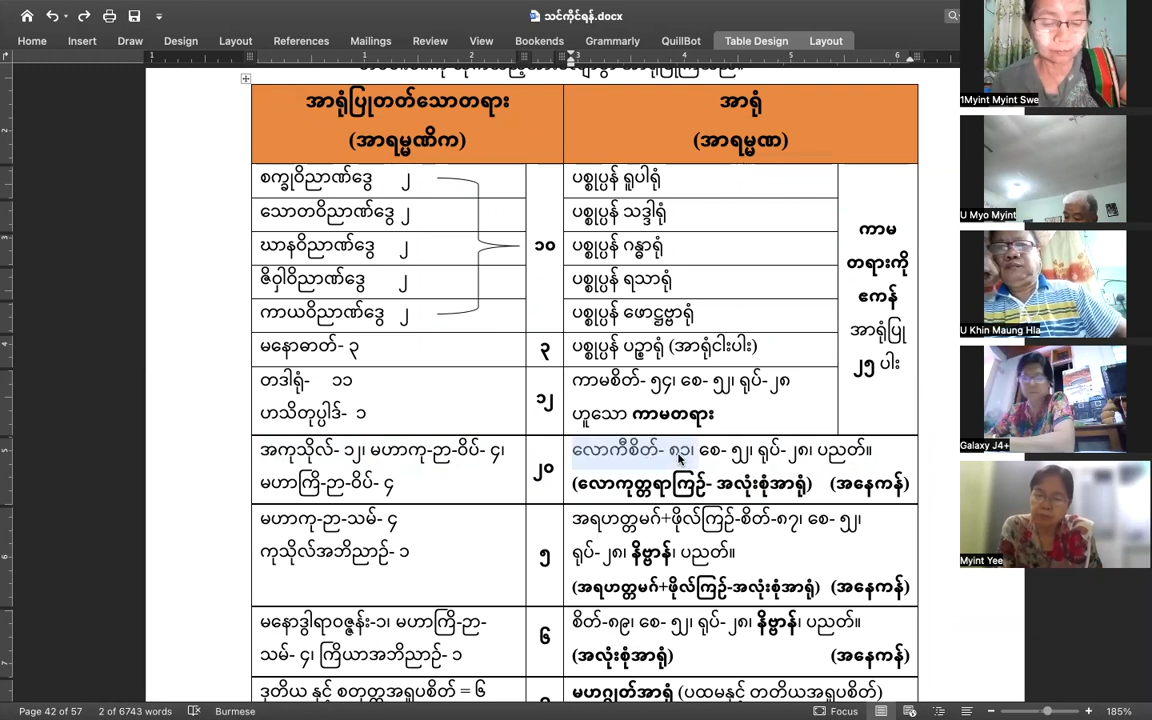 သင်ကိုင်ရန်.docx
Home Insert Draw Design Layout References Mailings Review View Bookends Grammarly QuillBot Table Design Layout
အာရုံပြုတတ်သောတရား
(အာရမ္မဏိက)
အာရုံ
(အာရမ္မဏ)
စက္ခုဝိညာဏ်ဒွေ ၂
ပစ္စုပ္ပန် ရူပါရုံ
သောတဝိညာဏ်ဒွေ ၂
ပစ္စုပ္ပန် သဒ္ဒါရုံ
ဃာနဝိညာဏ်ဒွေ ၂
၁၀
ပစ္စုပ္ပန် ဂန္ဓာရုံ
ဇိဝှါဝိညာဏ်ဒွေ ၂
ပစ္စုပ္ပန် ရသာရုံ
ကာယဝိညာဏ်ဒွေ ၂
ပစ္စုပ္ပန် ဖောဋ္ဌဗ္ဗာရုံ
ကာမ
တရားကို
ဧကန်
အာရုံပြု
၂၅ ပါး
မနောဓာတ်- ၃
၃
ပစ္စုပ္ပန် ပဉ္စာရုံ (အာရုံငါးပါး)
တဒါရုံ- ၁၁
ဟသိတုပ္ပါဒ်- ၁
၁၂
ကာမစိတ်- ၅၄၊ စေ- ၅၂၊ ရုပ်-၂၈
ဟူသော ကာမတရား
အကုသိုလ်- ၁၂၊ မဟာကု-ဉာ-ဝိပ်- ၄၊
မဟာကြိ-ဉာ-ဝိပ်- ၄
၂၀
လောကီစိတ်- ၈၁၊ စေ- ၅၂၊ ရုပ်-၂၈၊ ပညတ်။
(လောကုတ္တရာကြဉ်- အလုံးစုံအာရုံ) (အနေကန်)
မဟာကု-ဉာ-သမ်- ၄
ကုသိုလ်အဘိညာဉ်- ၁
၅
အရဟတ္တမဂ်+ဖိုလ်ကြဉ်-စိတ်-၈၇၊ စေ- ၅၂၊
ရုပ်-၂၈၊ နိဗ္ဗာန်၊ ပညတ်။
(အရဟတ္တမဂ်+ဖိုလ်ကြဉ်-အလုံးစုံအာရုံ) (အနေကန်)
မနောဒွါရာဝဇ္ဇန်း-၁၊ မဟာကြိ-ဉာ-
သမ်- ၄၊ ကြိယာအဘိညာဉ်- ၁
၆
စိတ်-၈၉၊ စေ- ၅၂၊ ရုပ်-၂၈၊ နိဗ္ဗာန်၊ ပညတ်။
(အလုံးစုံအာရုံ) (အနေကန်)
ဒုတိယ နှင့် စတုတ္ထအရူပစိတ် = ၆
မဟဂ္ဂုတ်အာရုံ (ပထမနှင့် တတိယအရူပစိတ်)
Page 42 of 57 2 of 6743 words Burmese Focus 185%
1Myint Myint Swe
U Myo Myint
U Khin Maung Hla
Galaxy J4+
Myint Yee